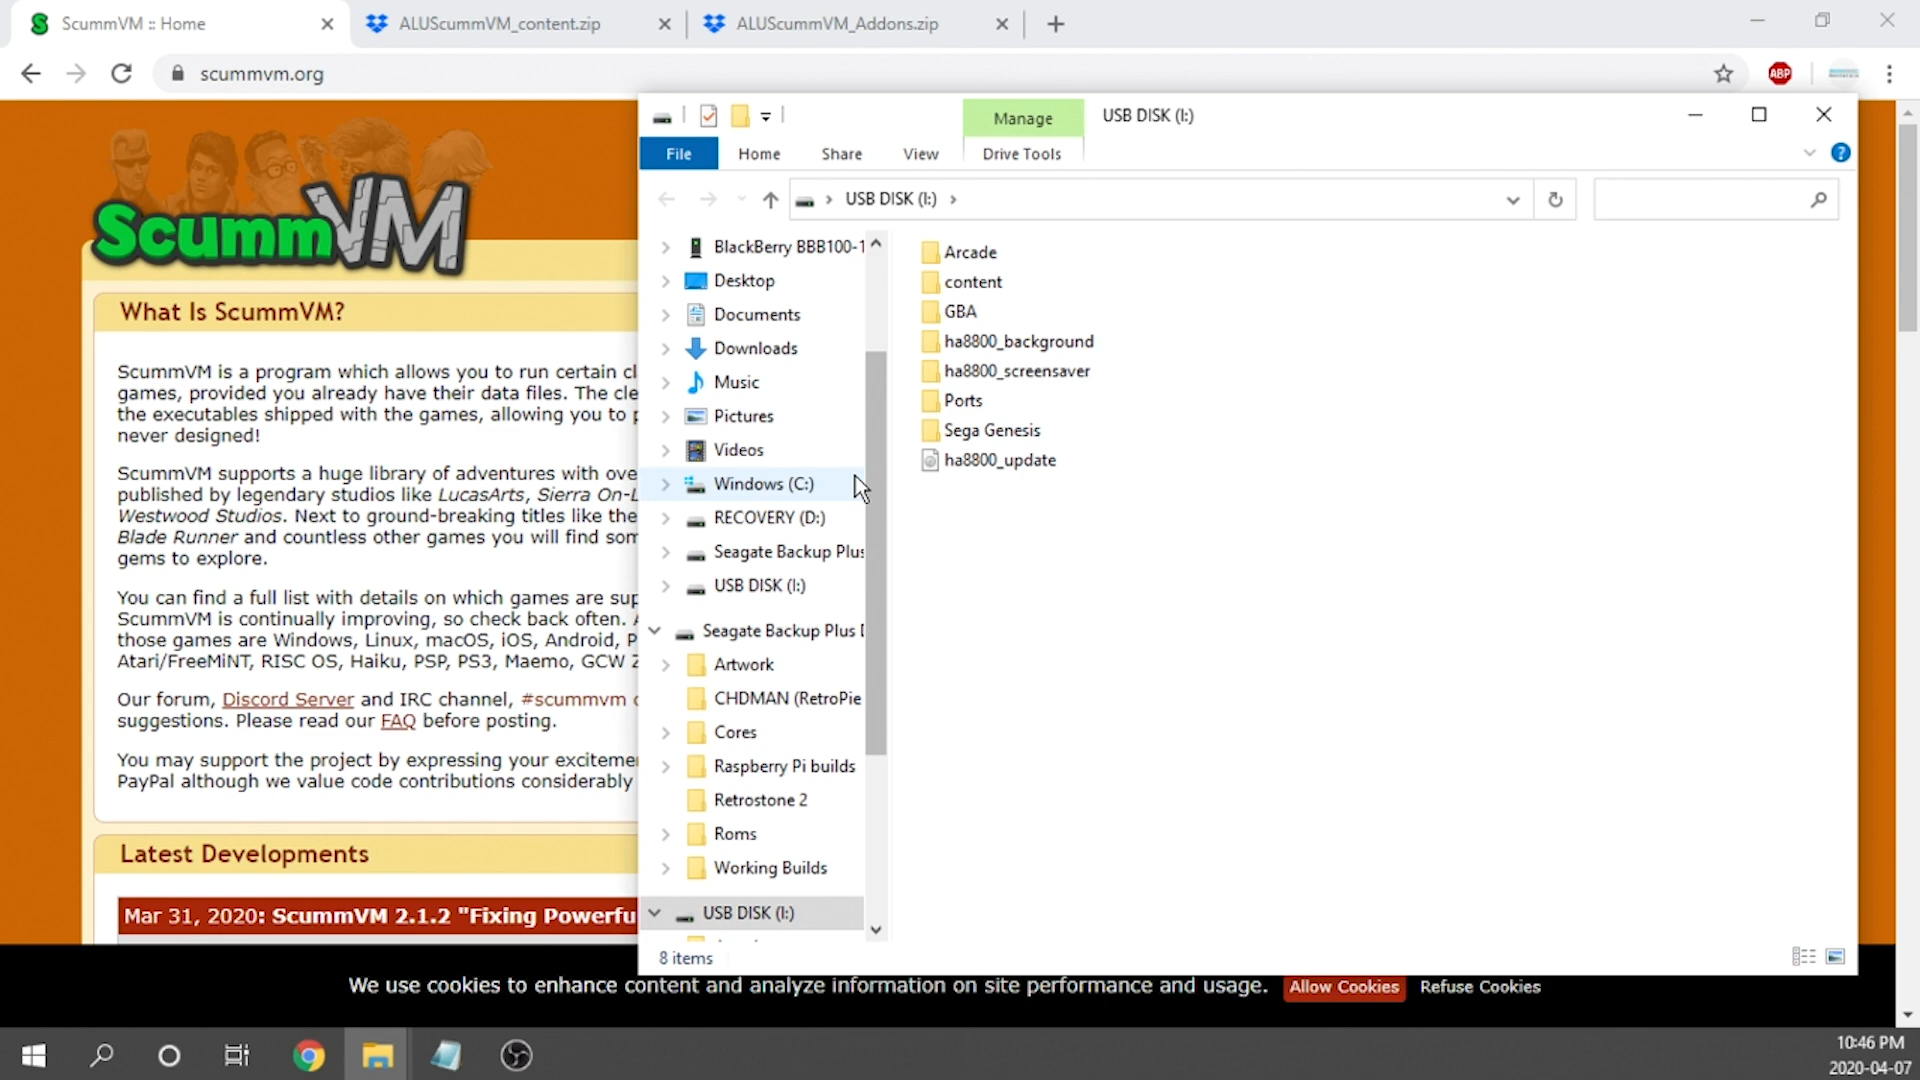 ScummVM :: Home
ALUScummVM_content.zip
ALUScummVM_Addons.zip
scummvm.org
ABP
ScummVM
What Is ScummVM?
ScummVM is a program which allows you to run certain cl
games, provided you already have their data files. The cle
the executables shipped with the games, allowing you to p
never designed!
ScummVM supports a huge library of adventures with ove
published by legendary studios like LucasArts, Sierra On-L
Westwood Studios. Next to ground-breaking titles like the
Blade Runner and countless other games you will find som
gems to explore.
You can find a full list with details on which games are sup
ScummVM is continually improving, so check back often. A
those games are Windows, Linux, macOS, iOS, Android, P
Atari/FreeMiNT, RISC OS, Haiku, PSP, PS3, Maemo, GCW Z
Our forum, Discord Server and IRC channel, #scummvm o
suggestions. Please read our FAQ before posting.
You may support the project by expressing your excitemen
PayPal although we value code contributions considerably
Latest Developments
Mar 31, 2020: ScummVM 2.1.2 "Fixing Powerfu
Manage
USB DISK (I:)
File
Home
Share
View
Drive Tools
USB DISK (I:)
BlackBerry BBB100-1
Desktop
Documents
Downloads
Music
Pictures
Videos
Windows (C:)
RECOVERY (D:)
Seagate Backup Plus
USB DISK (I:)
Seagate Backup Plus D
Artwork
CHDMAN (RetroPie
Cores
Raspberry Pi builds
Retrostone 2
Roms
Working Builds
USB DISK (I:)
Arcade
content
GBA
ha8800_background
ha8800_screensaver
Ports
Sega Genesis
ha8800_update
8 items
We use cookies to enhance content and analyze information on site performance and usage.
Allow Cookies
Refuse Cookies
10:46 PM
2020-04-07